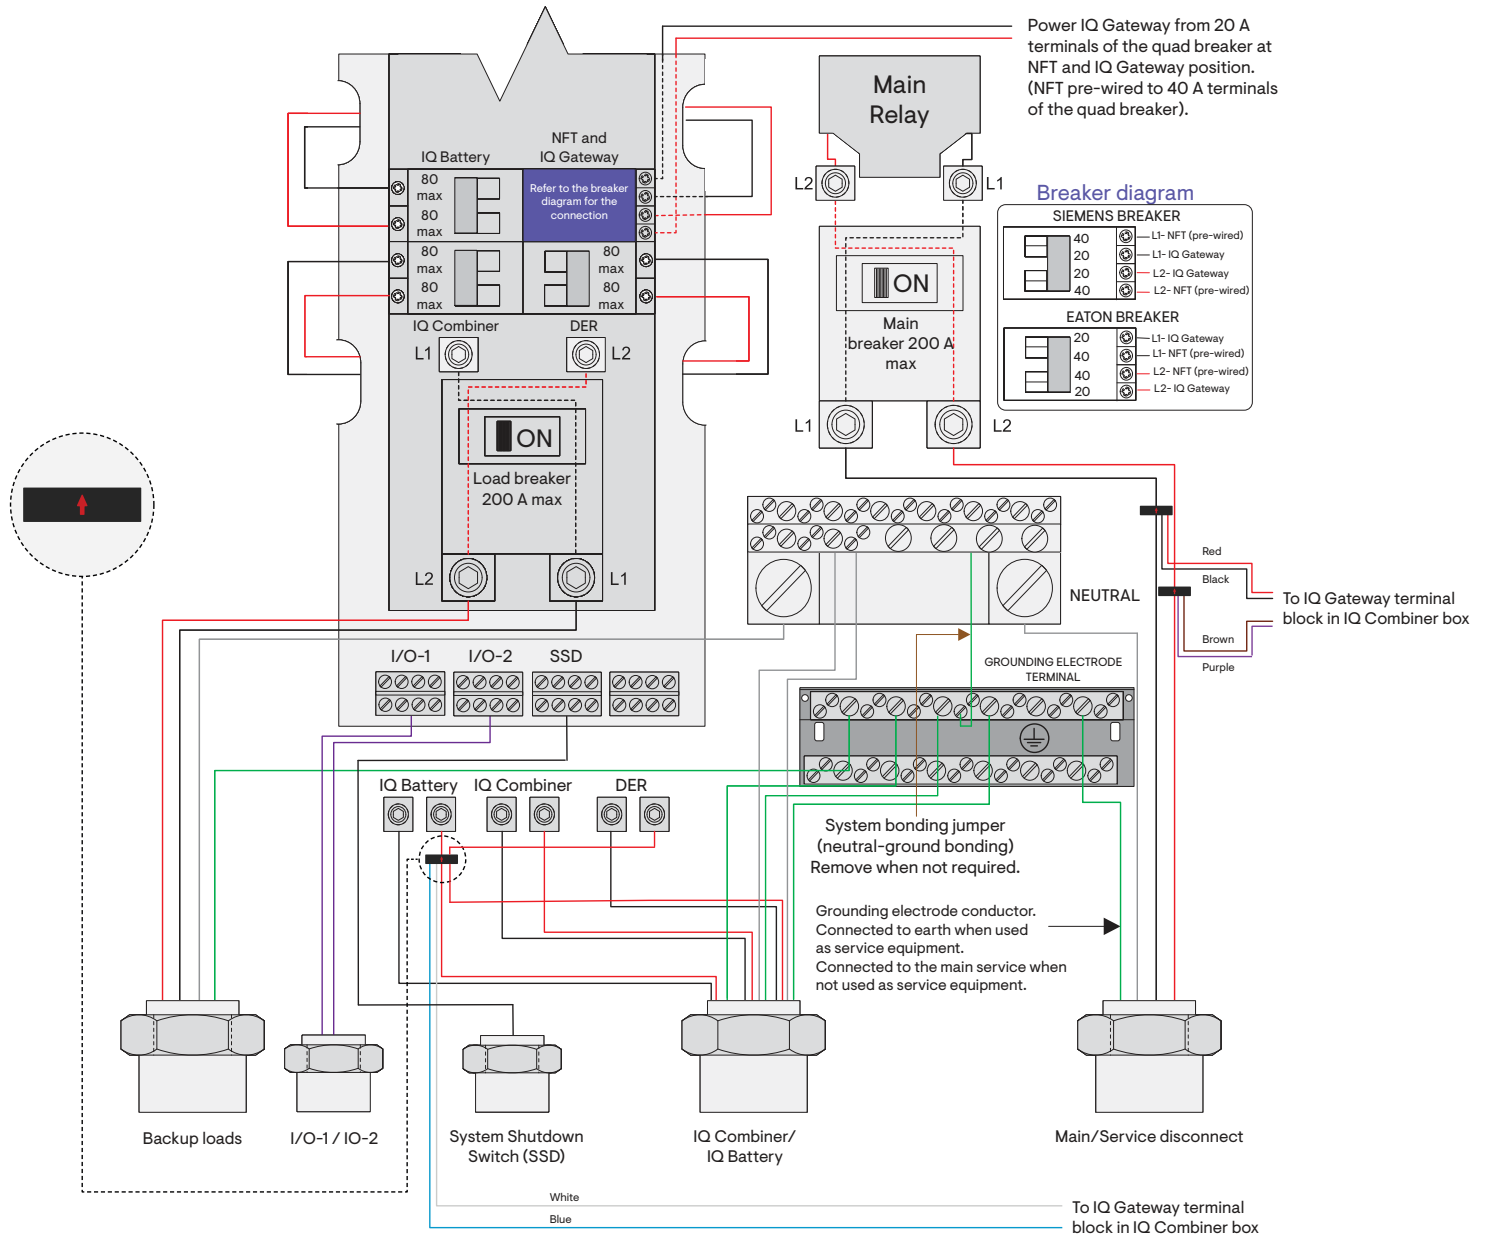 Power IQ Gateway from 20 A
terminals of the quad breaker at
NFT and IQ Gateway position.
(NFT pre-wired to 40 A terminals
of the quad breaker).
Main
Relay
NFT and
IQ Gateway
IQ Battery
80
max
80
max
Refer to the breaker
diagram for the
connection
80
max
80
max
80
max
80
max
IQ Combiner
DER
L1
L2
ON
Load breaker
200 A max
L2
L1
L2
L1
ON
Main
breaker 200 A
max
L1
L2
Breaker diagram
SIEMENS BREAKER
40
L1- NFT (pre-wired)
20
L1- IQ Gateway
20
L2- IQ Gateway
40
L2- NFT (pre-wired)
EATON BREAKER
20
L1- IQ Gateway
40
L1- NFT (pre-wired)
40
L2- NFT (pre-wired)
20
L2- IQ Gateway
Red
Black
NEUTRAL
To IQ Gateway terminal
block in IQ Combiner box
Brown
Purple
I/O-1
I/O-2
SSD
GROUNDING ELECTRODE
TERMINAL
IQ Battery
IQ Combiner
DER
System bonding jumper
(neutral-ground bonding)
Remove when not required.
Grounding electrode conductor.
Connected to earth when used
as service equipment.
Connected to the main service when
not used as service equipment.
Backup loads
I/O-1 / IO-2
System Shutdown
Switch (SSD)
IQ Combiner/
IQ Battery
Main/Service disconnect
White
Blue
To IQ Gateway terminal
block in IQ Combiner box